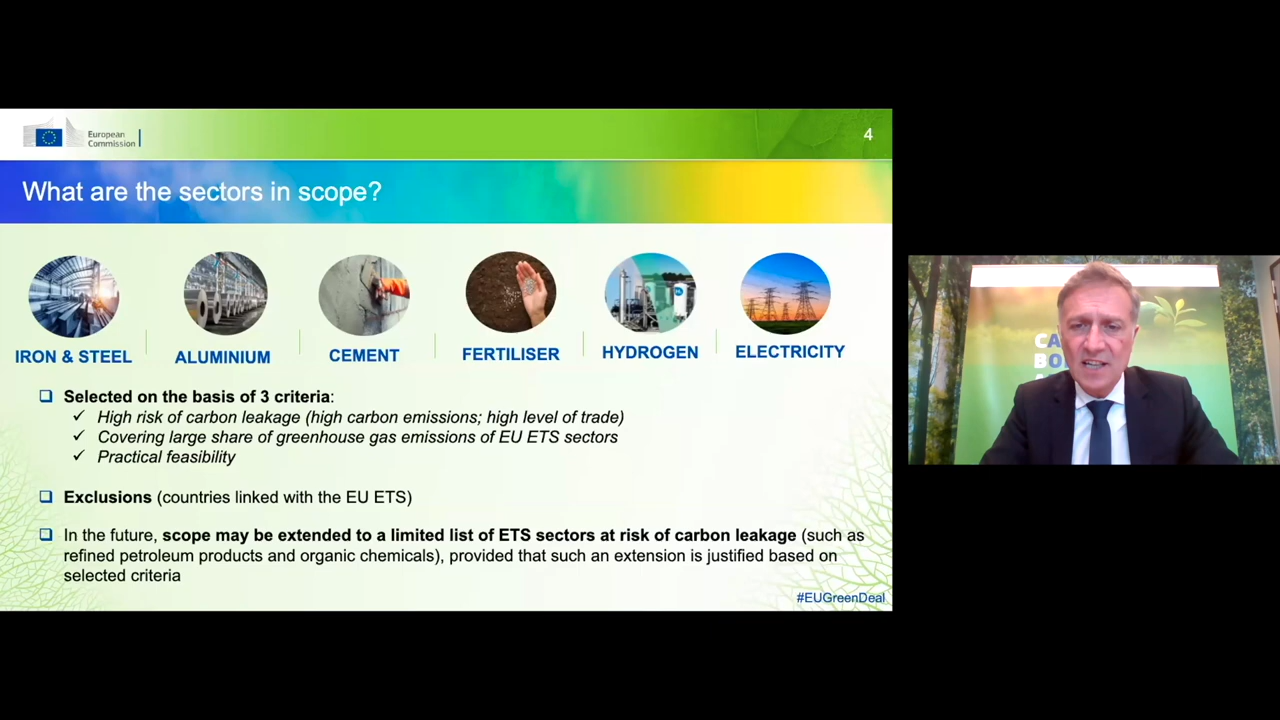 European
Commission
4
What are the sectors in scope?
IRON & STEEL
ALUMINIUM
CEMENT
FERTILISER
HYDROGEN
ELECTRICITY
❑ Selected on the basis of 3 criteria:
✓ High risk of carbon leakage (high carbon emissions; high level of trade)
✓ Covering large share of greenhouse gas emissions of EU ETS sectors
✓ Practical feasibility
❑ Exclusions (countries linked with the EU ETS)
❑ In the future, scope may be extended to a limited list of ETS sectors at risk of carbon leakage (such as
refined petroleum products and organic chemicals), provided that such an extension is justified based on
selected criteria
#EUGreenDeal